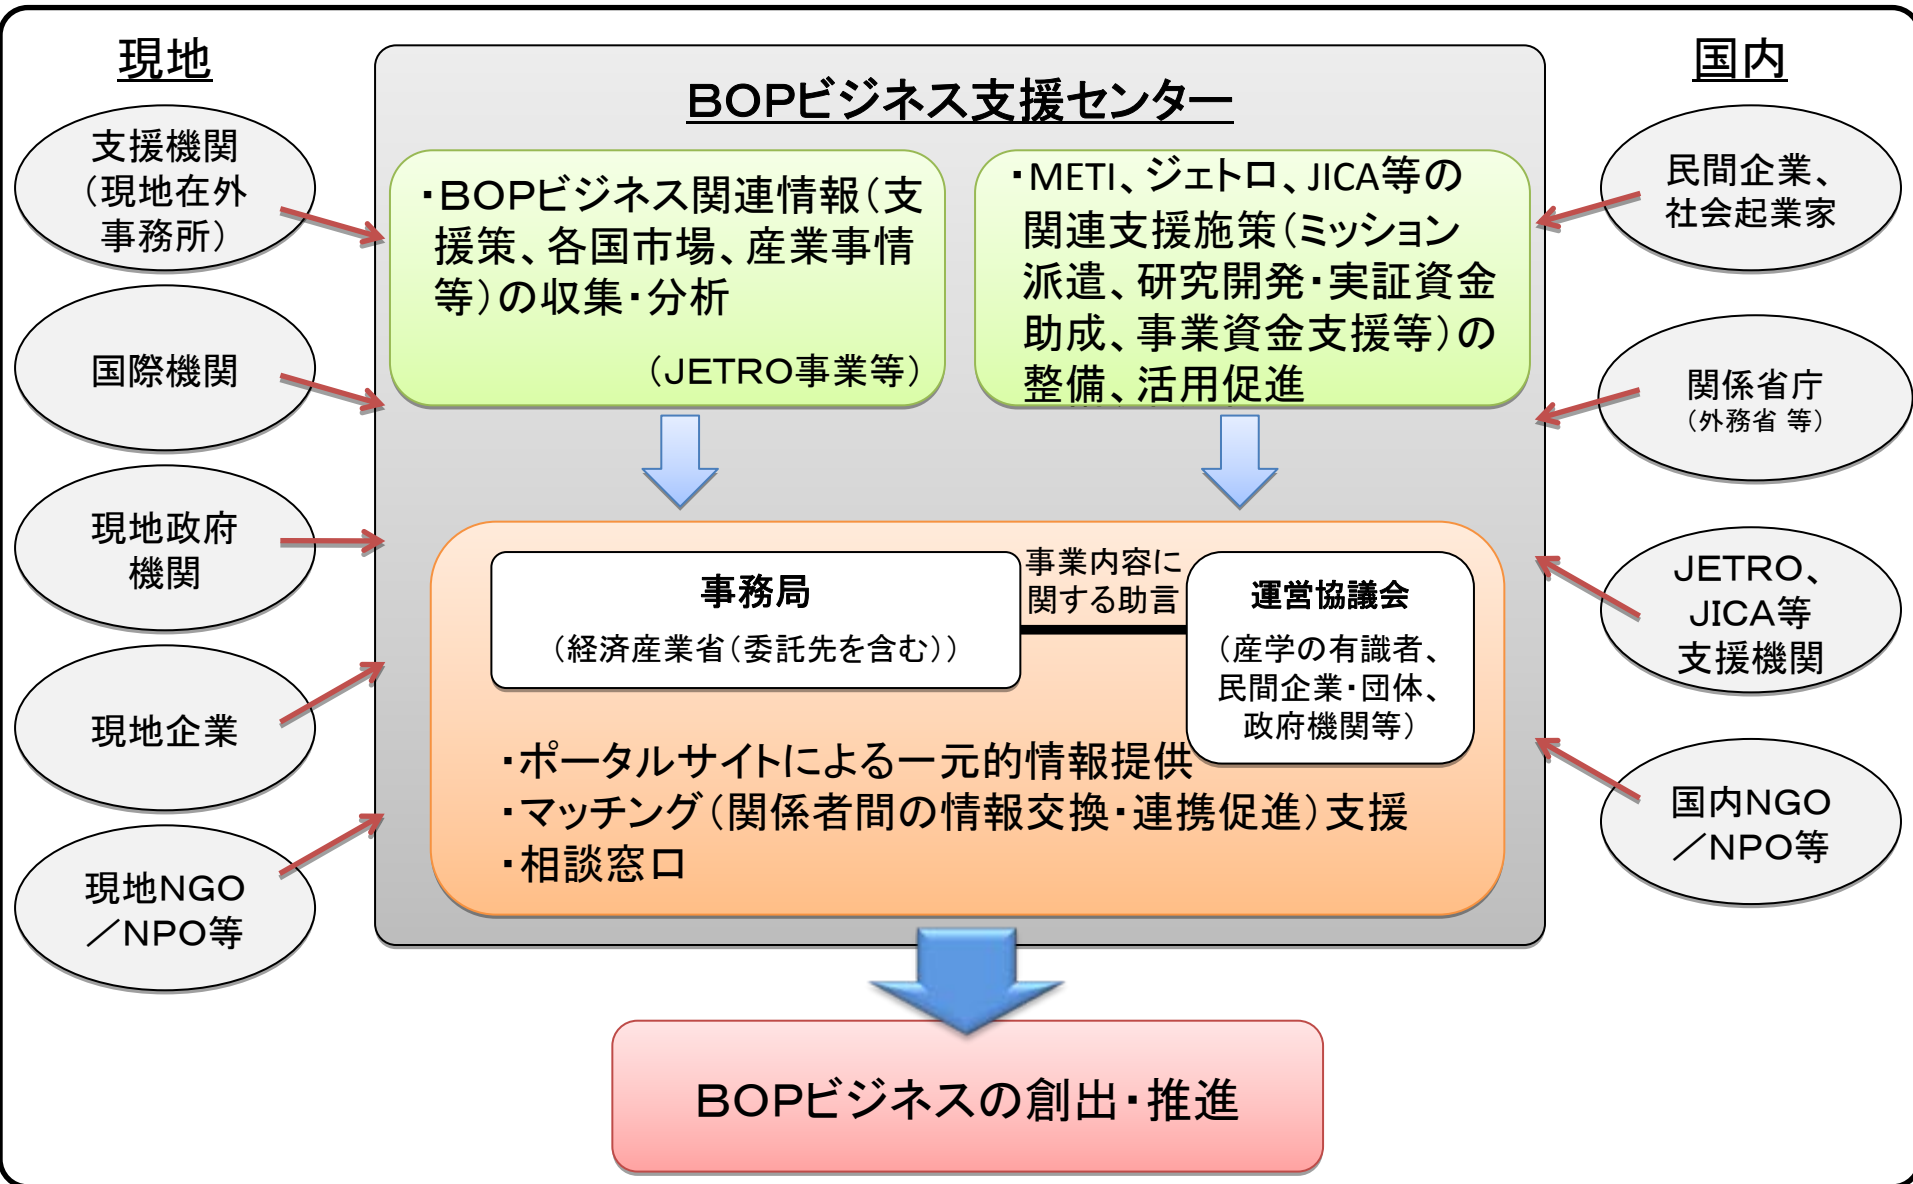 現地
支援機関
（現地在外
事務所）
国際機関
現地政府
機関
現地企業
現地NGO
／NPO等
BOPビジネス支援センター
・BOPビジネス関連情報（支
援策、各国市場、産業事情
等）の収集・分析
（JETRO事業等）
・METI、ジェトロ、JICA等の
関連支援施策（ミッション
派遣、研究開発・実証資金
助成、事業資金支援等）の
整備、活用促進
事務局
（経済産業省（委託先を含む））
事業内容に
関する助言
運営協議会
（産学の有識者、
民間企業・団体、
政府機関等）
・ポータルサイトによる一元的情報提供
・マッチング（関係者間の情報交換・連携促進）支援
・相談窓口
BOPビジネスの創出・推進
国内
民間企業、
社会起業家
関係省庁
（外務省 等）
JETRO、
JICA等
支援機関
国内NGO
／NPO等